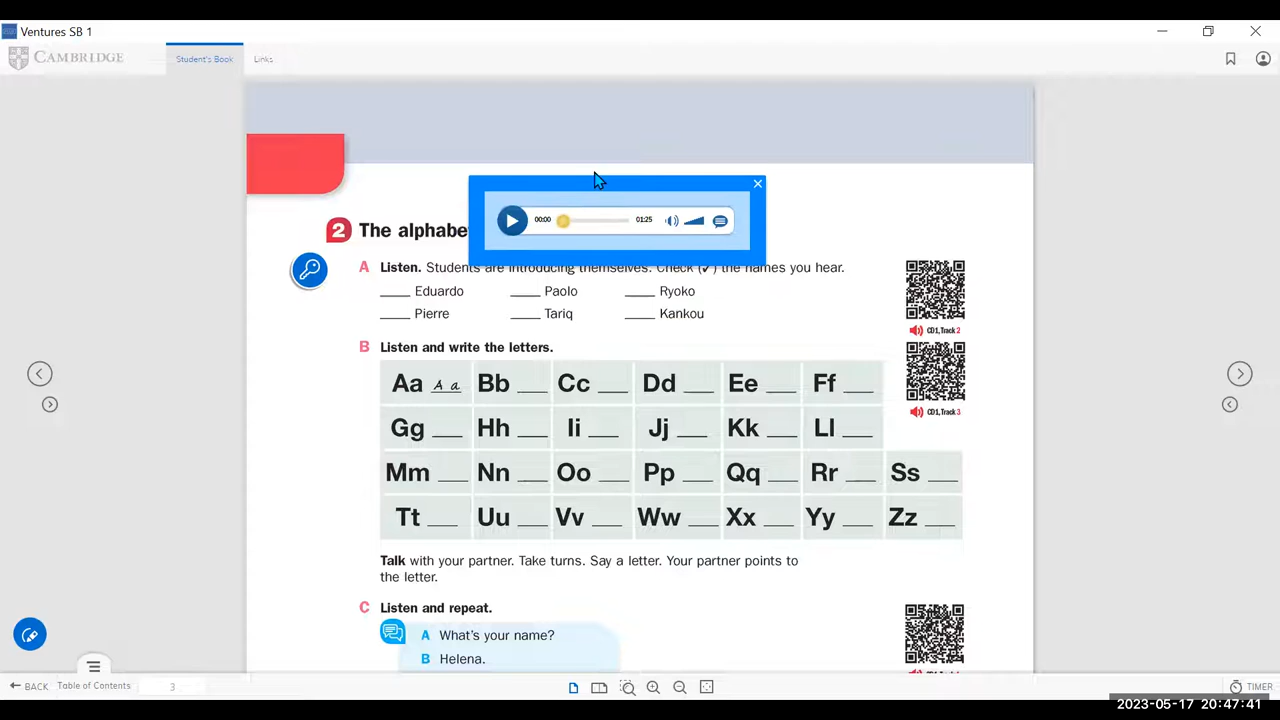 Ventures SB 1
CAMBRIDGE
Student's Book
Links
00:00
01:25
2 The alphabe
A Listen. Students are introducing themselves. Check (✓) the names you hear.
____ Eduardo ____ Paolo ____ Ryoko
____ Pierre ____ Tariq ____ Kankou
CD1, Track 2
B Listen and write the letters.
Aa A a Bb ___ Cc ___ Dd ___ Ee ___ Ff ___
Gg ___ Hh ___ Ii ___ Jj ___ Kk ___ Ll ___
CD1, Track 3
Mm ___ Nn ___ Oo ___ Pp ___ Qq ___ Rr ___ Ss ___
Tt ___ Uu ___ Vv ___ Ww ___ Xx ___ Yy ___ Zz ___
Talk with your partner. Take turns. Say a letter. Your partner points to
the letter.
C Listen and repeat.
A What's your name?
B Helena.
BACK
Table of Contents
3
TIMER
2023-05-17 20:47:41